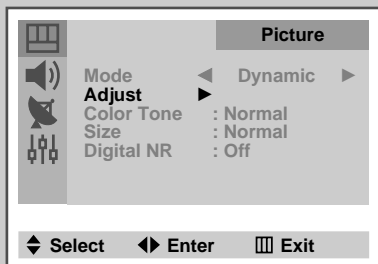 Picture
Mode ◀ Dynamic ▶
Adjust ▶
Color Tone : Normal
Size : Normal
Digital NR : Off
Select Enter Exit